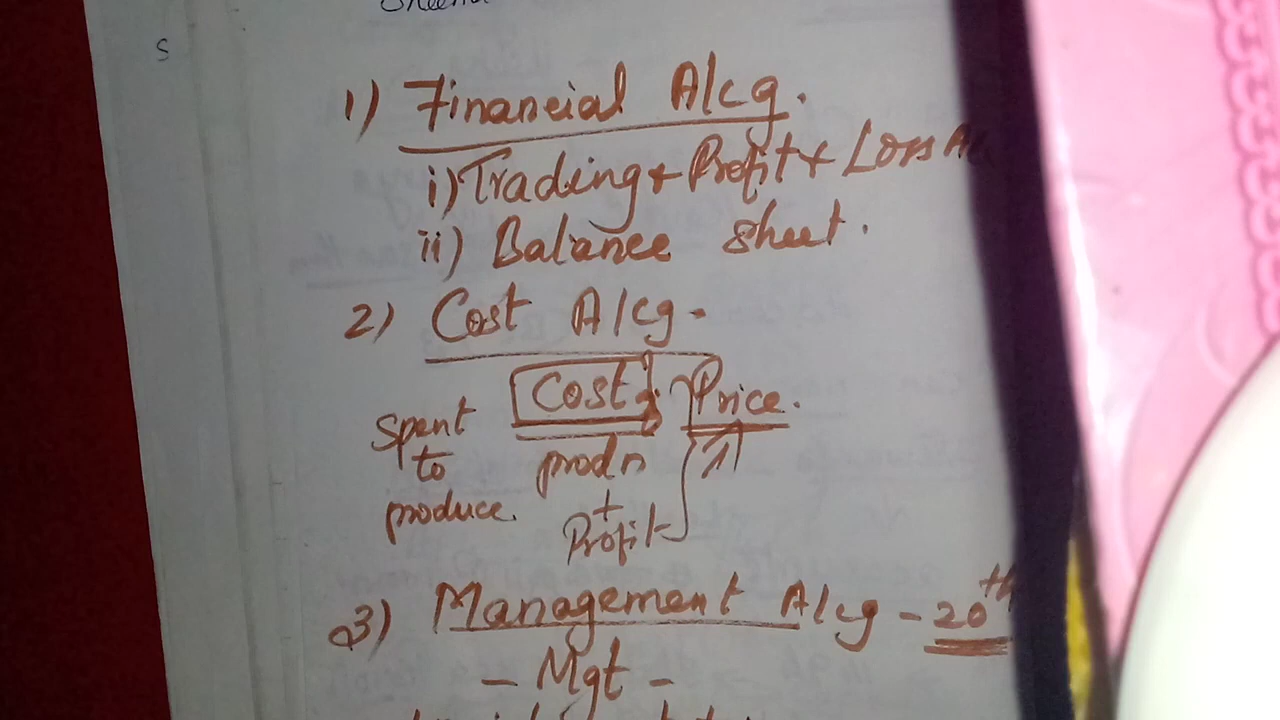 S
1) Financial A/cg.
i) Trading & Profit & Loss A
ii) Balance sheet.
2) Cost A/cg.
Cost & Price.
spent to produce
prodn
+
Profit
3) Management A/cg - 20th
- Mgt -